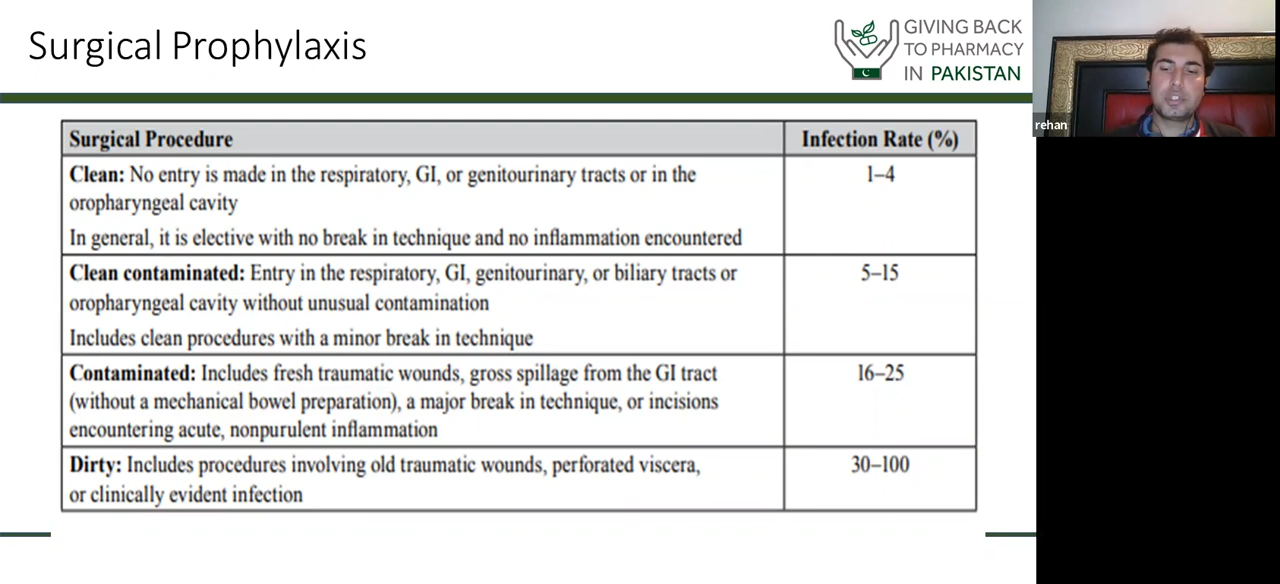 Surgical Prophylaxis
GIVING BACK
TO PHARMACY
IN PAKISTAN
rehan
Surgical Procedure Infection Rate (%)
Clean: No entry is made in the respiratory, GI, or genitourinary tracts or in the 1–4
oropharyngeal cavity
In general, it is elective with no break in technique and no inflammation encountered
Clean contaminated: Entry in the respiratory, GI, genitourinary, or biliary tracts or 5–15
oropharyngeal cavity without unusual contamination
Includes clean procedures with a minor break in technique
Contaminated: Includes fresh traumatic wounds, gross spillage from the GI tract 16–25
(without a mechanical bowel preparation), a major break in technique, or incisions
encountering acute, nonpurulent inflammation
Dirty: Includes procedures involving old traumatic wounds, perforated viscera, 30–100
or clinically evident infection